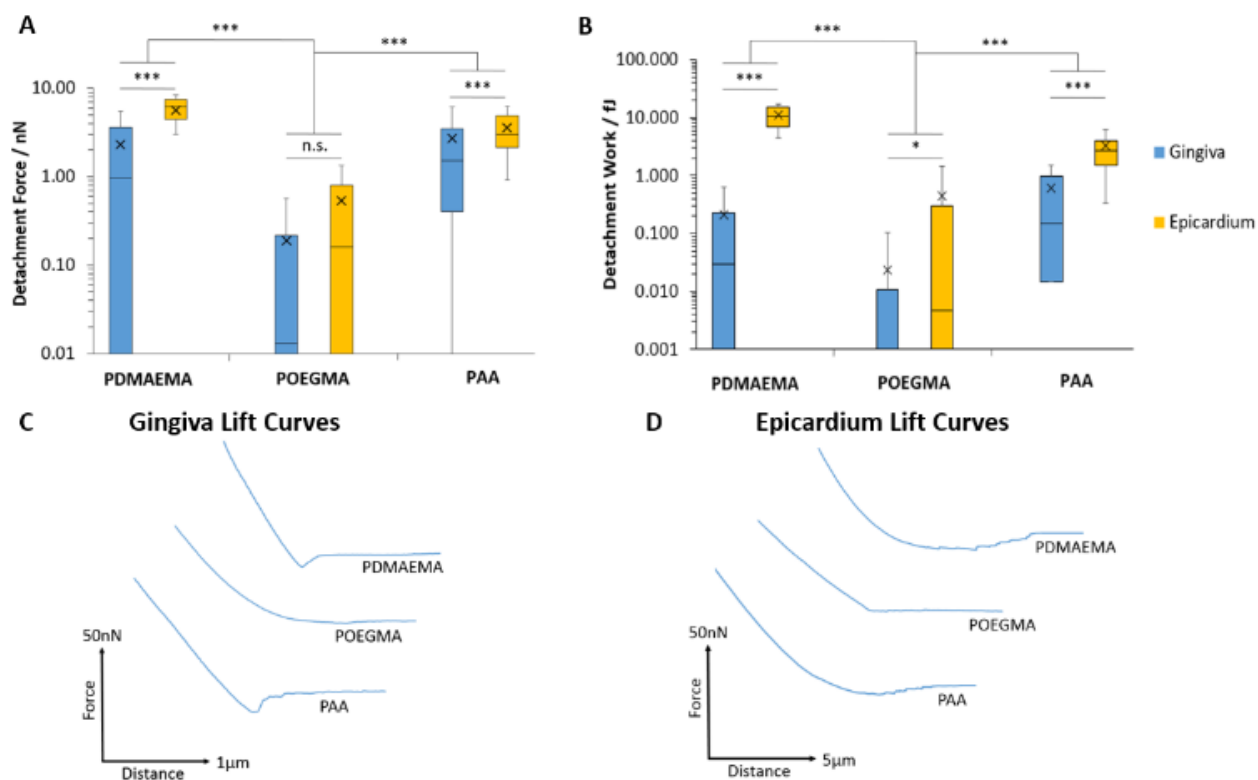 A
***
***
***
***
n.s.
10.00
1.00
0.10
0.01
Detachment Force / nN
PDMAEMA
POEGMA
PAA
B
***
***
***
*
***
100.000
10.000
1.000
0.100
0.010
0.001
Detachment Work / fJ
PDMAEMA
POEGMA
PAA
Gingiva
Epicardium
C
Gingiva Lift Curves
PDMAEMA
POEGMA
PAA
50nN
Force
Distance
1µm
D
Epicardium Lift Curves
PDMAEMA
POEGMA
PAA
50nN
Force
Distance
5µm